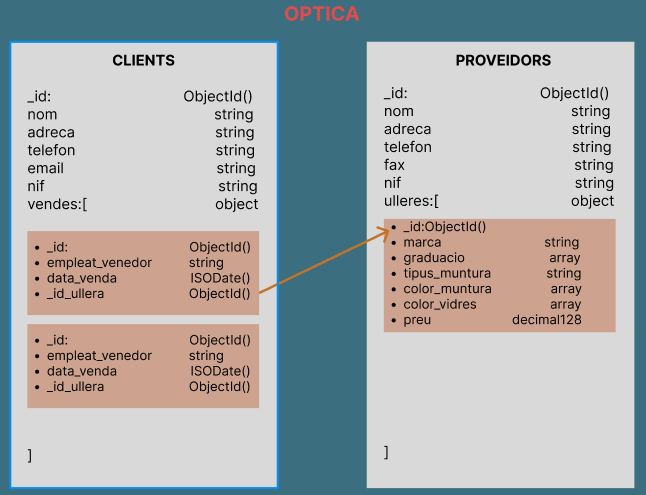 OPTICA
CLIENTS
_id: ObjectId()
nom string
adreca string
telefon string
email string
nif string
vendes:[ object
• _id: ObjectId()
• empleat_venedor string
• data_venda ISODate()
• _id_ullera ObjectId()
• _id: ObjectId()
• empleat_venedor string
• data_venda ISODate()
• _id_ullera ObjectId()
]
PROVEIDORS
_id: ObjectId()
nom string
adreca string
telefon string
fax string
nif string
ulleres:[ object
• _id:ObjectId()
• marca string
• graduacio array
• tipus_muntura string
• color_muntura array
• color_vidres array
• preu decimal128
]